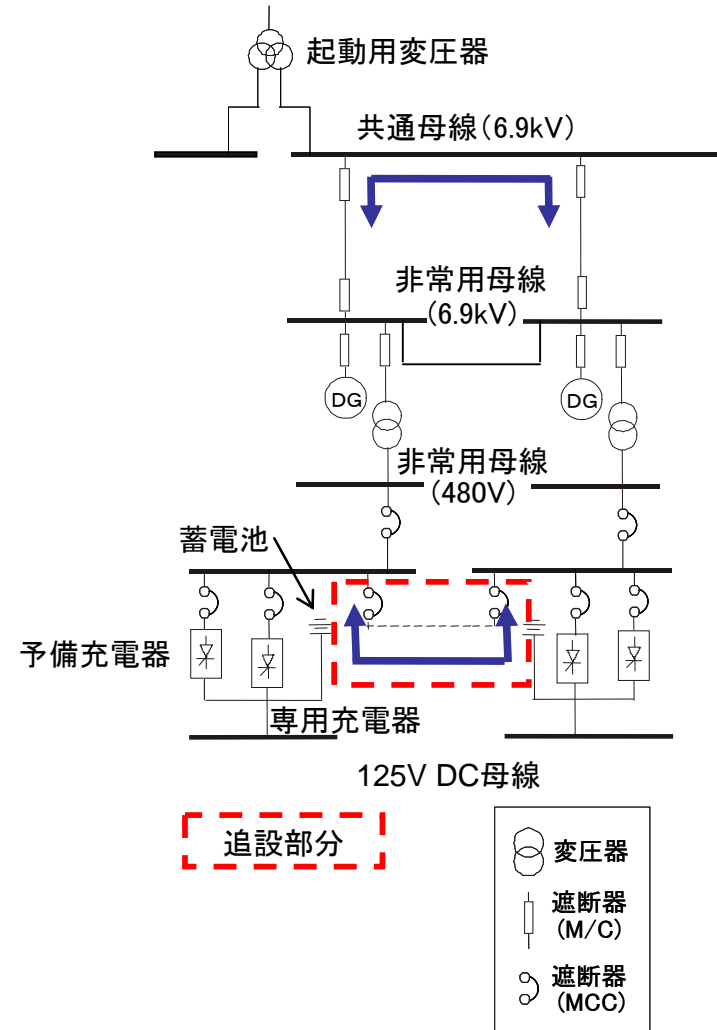 起動用変圧器
共通母線（6.9kV）
非常用母線
（6.9kV）
DG
DG
非常用母線
（480V）
蓄電池
予備充電器
専用充電器
125V DC母線
追設部分
変圧器
遮断器
(M/C)
遮断器
(MCC)